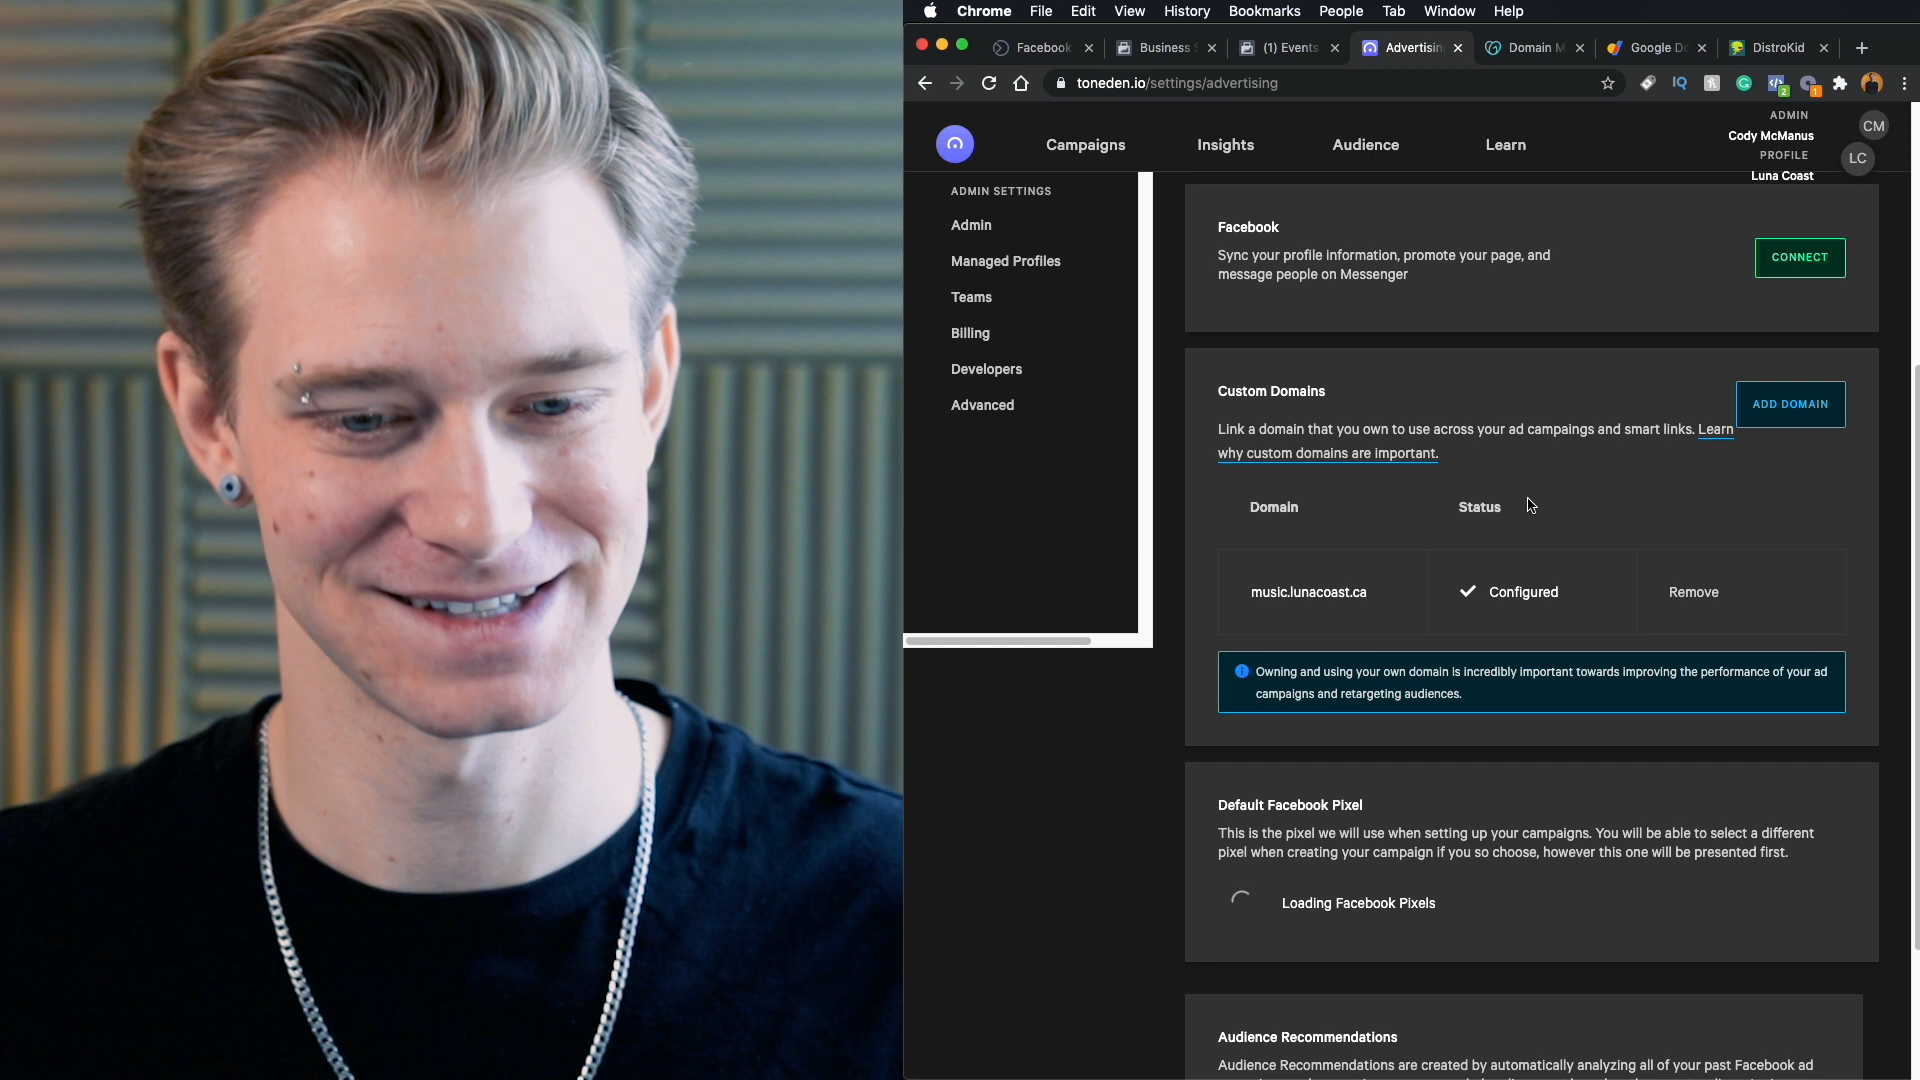 Chrome File Edit View History Bookmarks People Tab Window Help
Facebook Business (1) Events Advertisin Domain M Google Do DistroKid
toneden.io/settings/advertising
2 1
Campaigns Insights Audience Learn
ADMIN
Cody McManus
CM
PROFILE
Luna Coast
LC
ADMIN SETTINGS
Admin
Managed Profiles
Teams
Billing
Developers
Advanced
Facebook
Sync your profile information, promote your page, and
message people on Messenger
CONNECT
Custom Domains
ADD DOMAIN
Link a domain that you own to use across your ad campaings and smart links. Learn
why custom domains are important.
Domain Status
music.lunacoast.ca Configured Remove
Owning and using your own domain is incredibly important towards improving the performance of your ad
campaigns and retargeting audiences.
Default Facebook Pixel
This is the pixel we will use when setting up your campaigns. You will be able to select a different
pixel when creating your campaign if you so choose, however this one will be presented first.
Loading Facebook Pixels
Audience Recommendations
Audience Recommendations are created by automatically analyzing all of your past Facebook ad